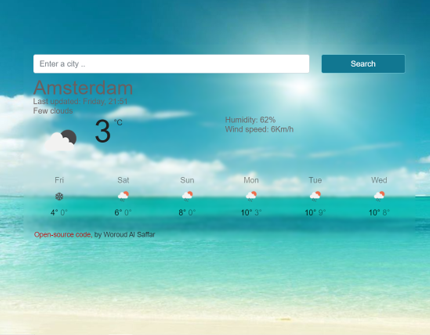 Enter a city ..
Search
Amsterdam
Last updated: Friday, 21:54
Few clouds
3 °C
Humidity: 62%
Wind speed: 6Km/h
Fri Sat Sun Mon Tue Wed
4° 0° 6° 0° 8° 0° 10° 3° 10° 9° 10° 8°
Open-source code, by Woroud Al Saffar